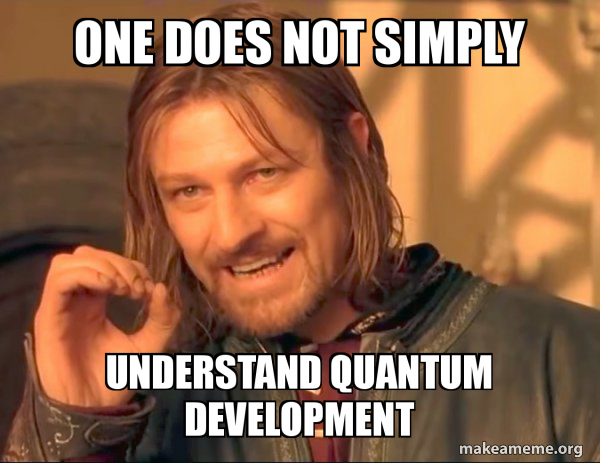 ONE DOES NOT SIMPLY
UNDERSTAND QUANTUM
DEVELOPMENT
makeameme.org